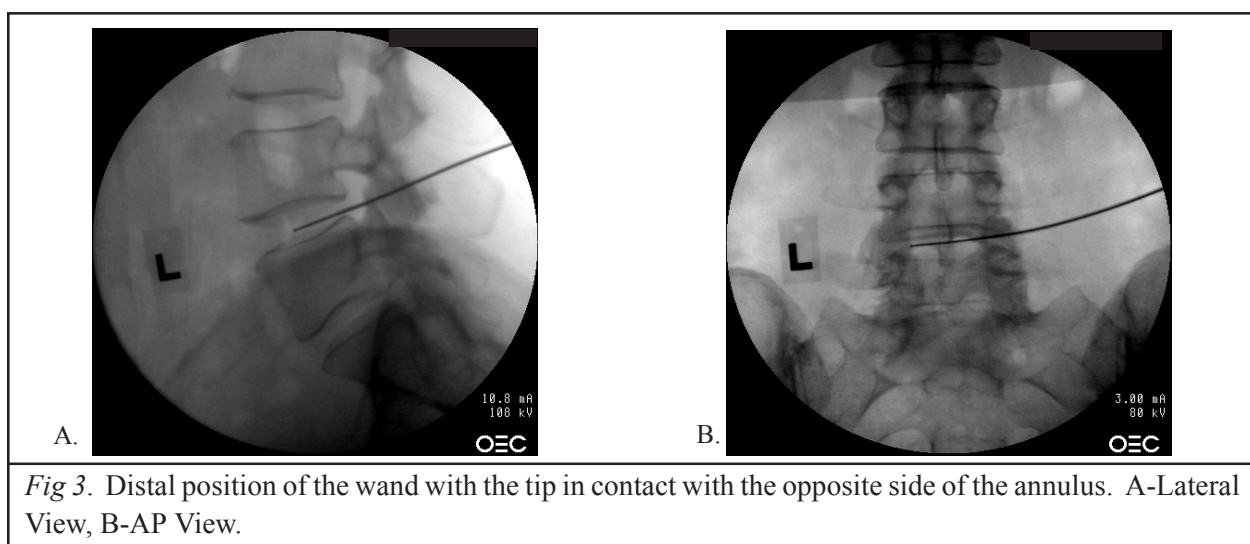 L
10.8 mA
108 kV
OEC
A.
L
3.00 mA
80 kV
OEC
B.
Fig 3. Distal position of the wand with the tip in contact with the opposite side of the annulus. A-Lateral
View, B-AP View.